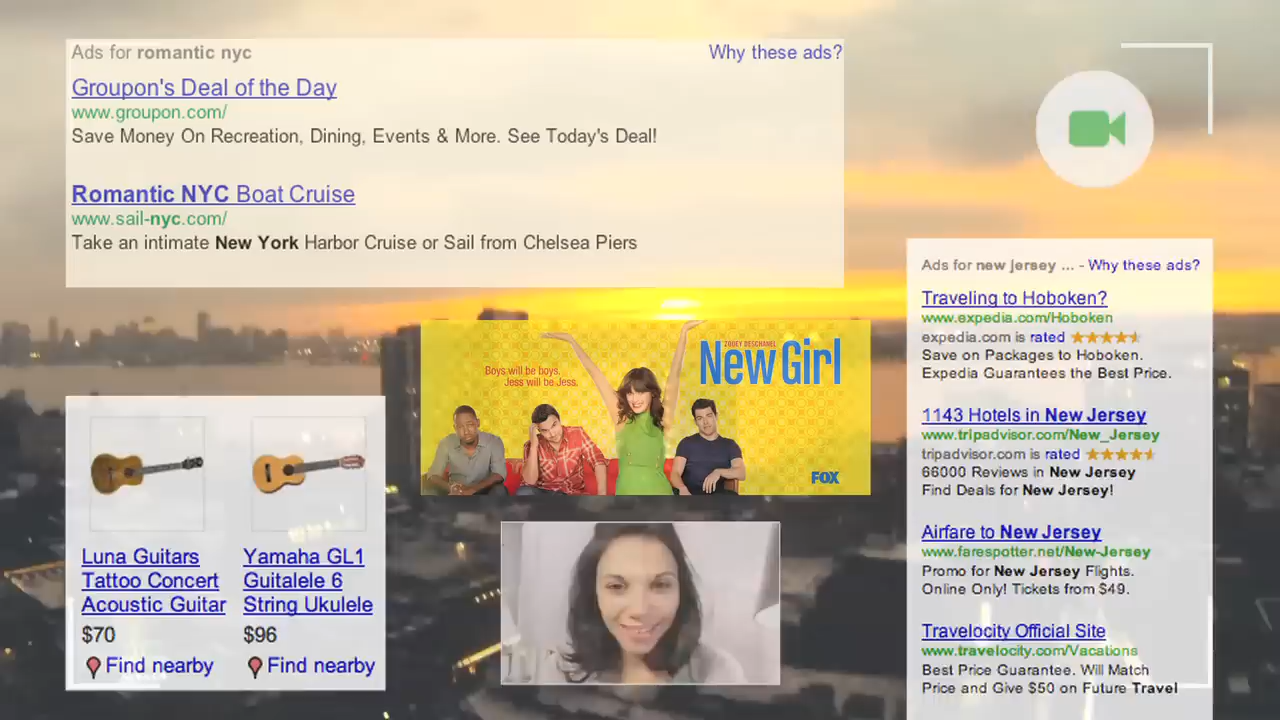 Ads for romantic nyc
Why these ads?
Groupon's Deal of the Day
www.groupon.com/
Save Money On Recreation, Dining, Events & More. See Today's Deal!
Romantic NYC Boat Cruise
www.sail-nyc.com/
Take an intimate New York Harbor Cruise or Sail from Chelsea Piers
ZOOEY DESCHANEL
New Girl
Boys will be boys.
Jess will be Jess.
FOX
Luna Guitars
Tattoo Concert
Acoustic Guitar
$70
Find nearby
Yamaha GL1
Guitalele 6
String Ukulele
$96
Find nearby
Ads for new jersey ... - Why these ads?
Traveling to Hoboken?
www.expedia.com/Hoboken
expedia.com is rated
Save on Packages to Hoboken.
Expedia Guarantees the Best Price.
1143 Hotels in New Jersey
www.tripadvisor.com/New_Jersey
tripadvisor.com is rated
66000 Reviews in New Jersey
Find Deals for New Jersey!
Airfare to New Jersey
www.farespotter.net/New-Jersey
Promo for New Jersey Flights.
Online Only! Tickets from $49.
Travelocity Official Site
www.travelocity.com/Vacations
Best Price Guarantee. Will Match
Price and Give $50 on Future Travel